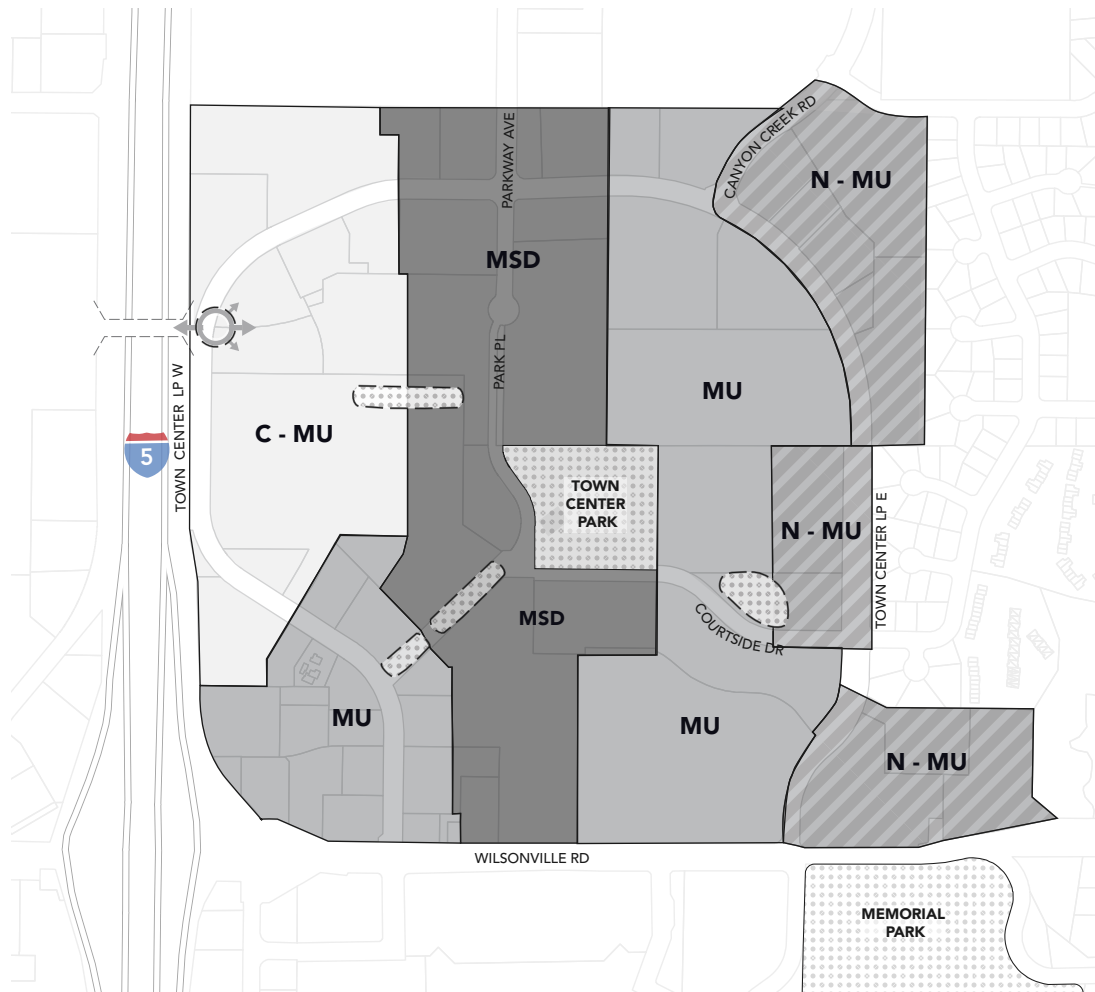 CANYON CREEK RD
PARKWAY AVE
N - MU
MSD
PARK PL
TOWN CENTER LP W
MU
C - MU
5
TOWN
CENTER
PARK
N - MU
TOWN CENTER LP E
MSD
COURTSIDE DR
MU
MU
N - MU
WILSONVILLE RD
MEMORIAL
PARK